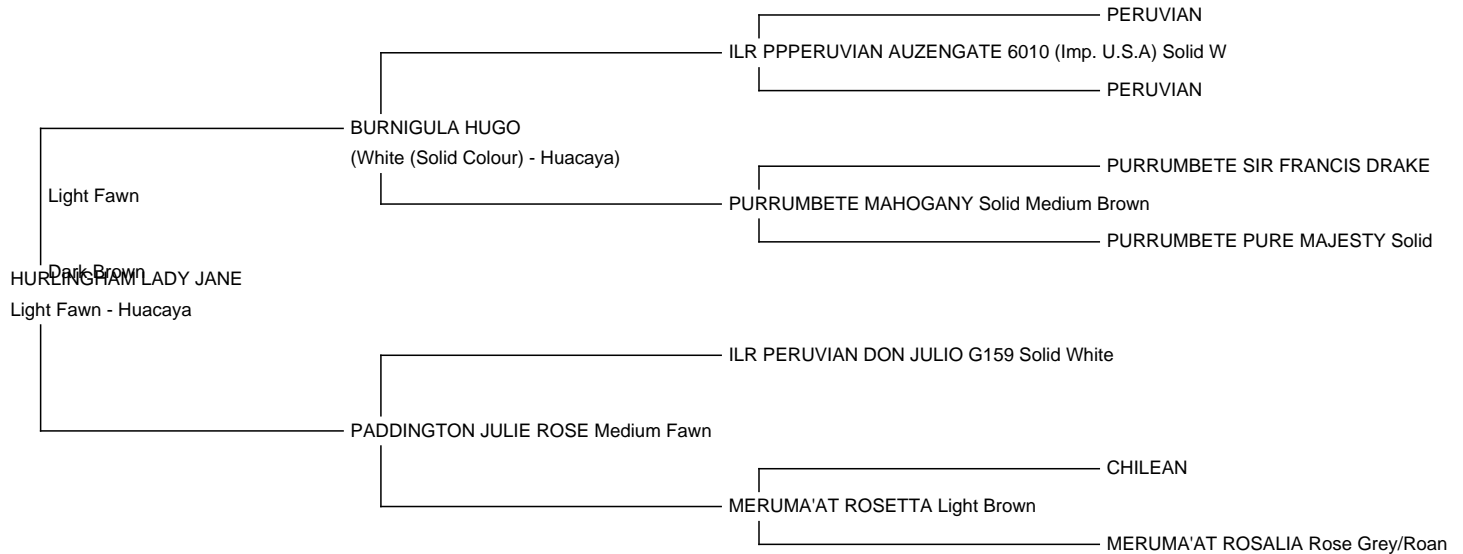 PERUVIAN
ILR PPPERUVIAN AUZENGATE 6010 (Imp. U.S.A) Solid W
PERUVIAN
BURNIGULA HUGO
(White (Solid Colour) - Huacaya)
PURRUMBETE SIR FRANCIS DRAKE
Light Fawn
PURRUMBETE MAHOGANY Solid Medium Brown
PURRUMBETE PURE MAJESTY Solid
Dark Brown
HURLINGHAM LADY JANE
Light Fawn - Huacaya
ILR PERUVIAN DON JULIO G159 Solid White
PADDINGTON JULIE ROSE Medium Fawn
CHILEAN
MERUMA'AT ROSETTA Light Brown
MERUMA'AT ROSALIA Rose Grey/Roan